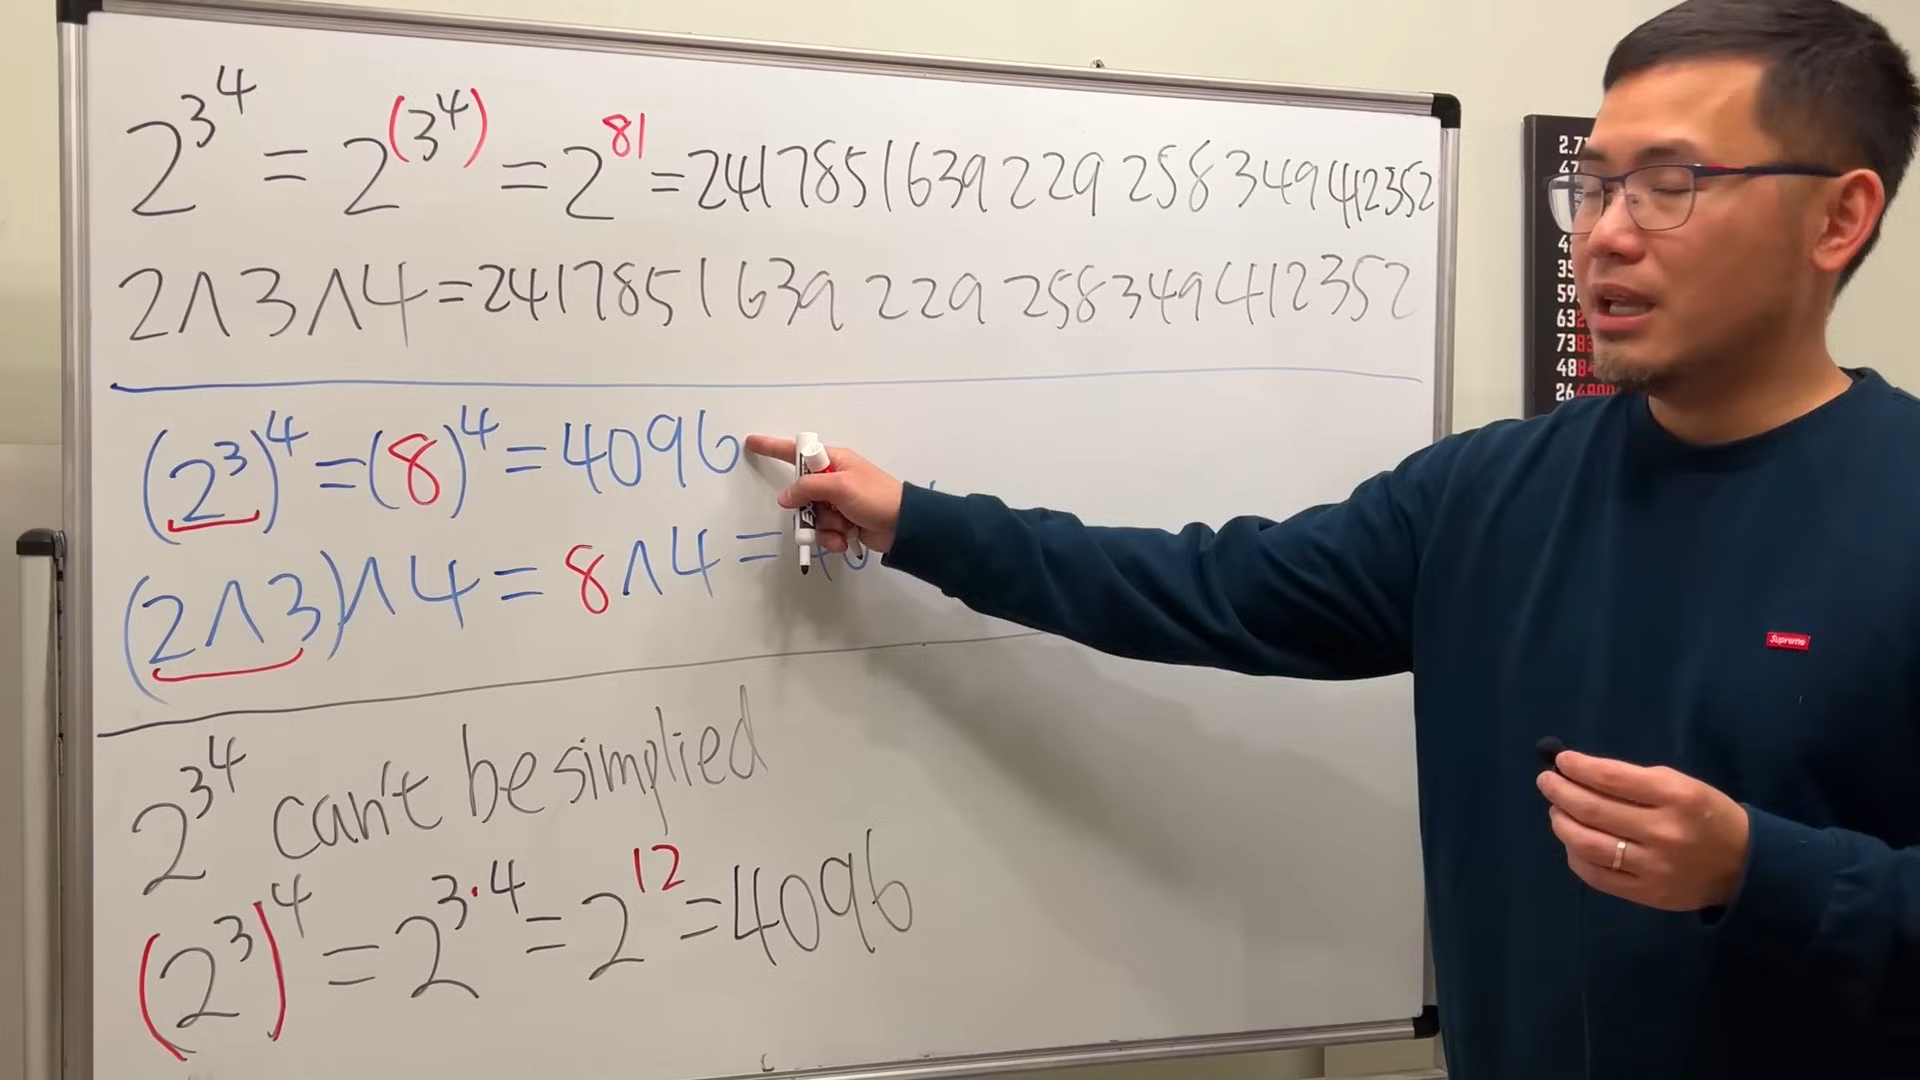 2^3^4 = 2^(3^4) = 2^81 = 2417851639229258349412352
2∧3∧4 = 2417851639229258349412352
(2^3)^4 = (8)^4 = 4096
(2∧3)∧4 = 8∧4 =
2^3^4 can't be simplied
(2^3)^4 = 2^3·4 = 2^12 = 4096
Supreme